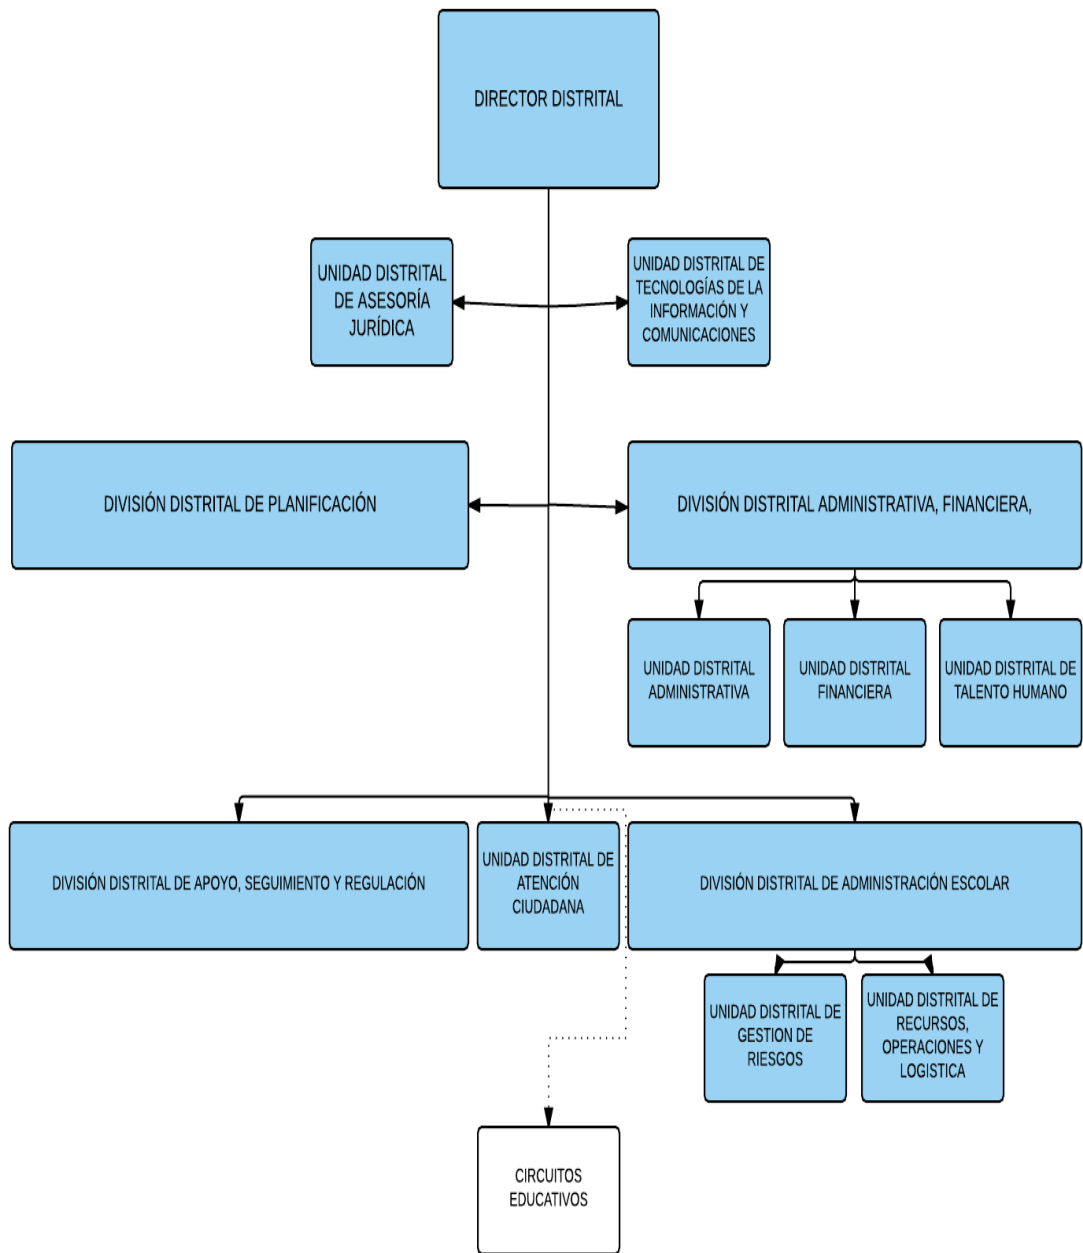 DIRECTOR DISTRITAL
UNIDAD DISTRITAL
DE ASESORÍA
JURÍDICA
UNIDAD DISTRITAL DE
TECNOLOGÍAS DE LA
INFORMACIÓN Y
COMUNICACIONES
DIVISIÓN DISTRITAL DE PLANIFICACIÓN
DIVISIÓN DISTRITAL ADMINISTRATIVA, FINANCIERA,
UNIDAD DISTRITAL
ADMINISTRATIVA
UNIDAD DISTRITAL
FINANCIERA
UNIDAD DISTRITAL DE
TALENTO HUMANO
DIVISIÓN DISTRITAL DE APOYO, SEGUIMIENTO Y REGULACIÓN
UNIDAD DISTRITAL DE
ATENCIÓN
CIUDADANA
DIVISIÓN DISTRITAL DE ADMINISTRACIÓN ESCOLAR
UNIDAD DISTRITAL DE
GESTION DE
RIESGOS
UNIDAD DISTRITAL DE
RECURSOS,
OPERACIONES Y
LOGISTICA
CIRCUITOS
EDUCATIVOS